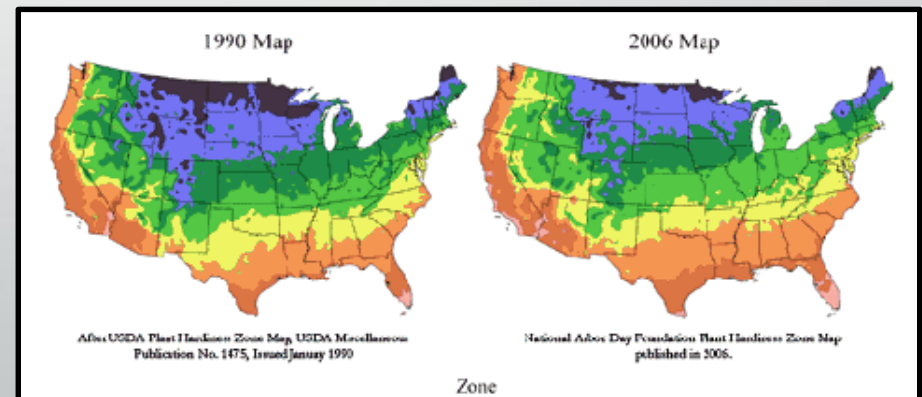 1990 Map
2006 Map
After USDA Plant Hardiness Zone Map, USDA Miscellaneous
Publication No. 1475, Issued January 1990
National Arbor Day Foundation Plant Hardiness Zone Map
published in 2006.
Zone